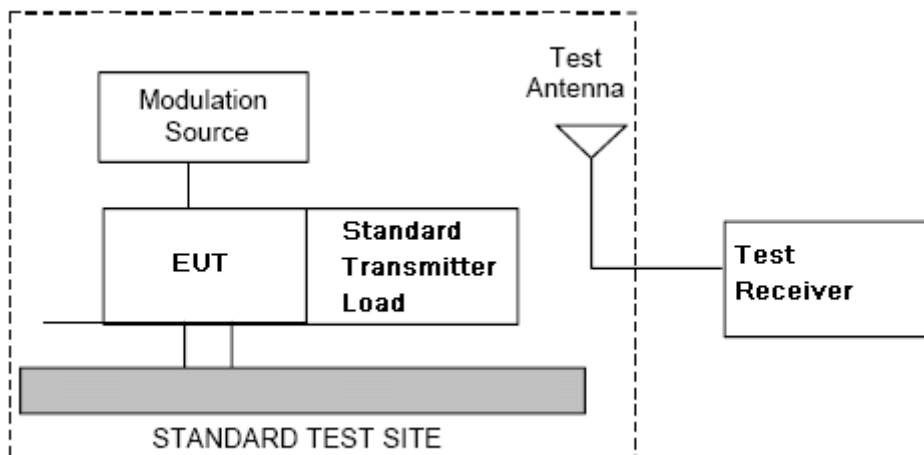 Modulation
Source
Test
Antenna
EUT
Standard
Transmitter
Load
Test
Receiver
STANDARD TEST SITE